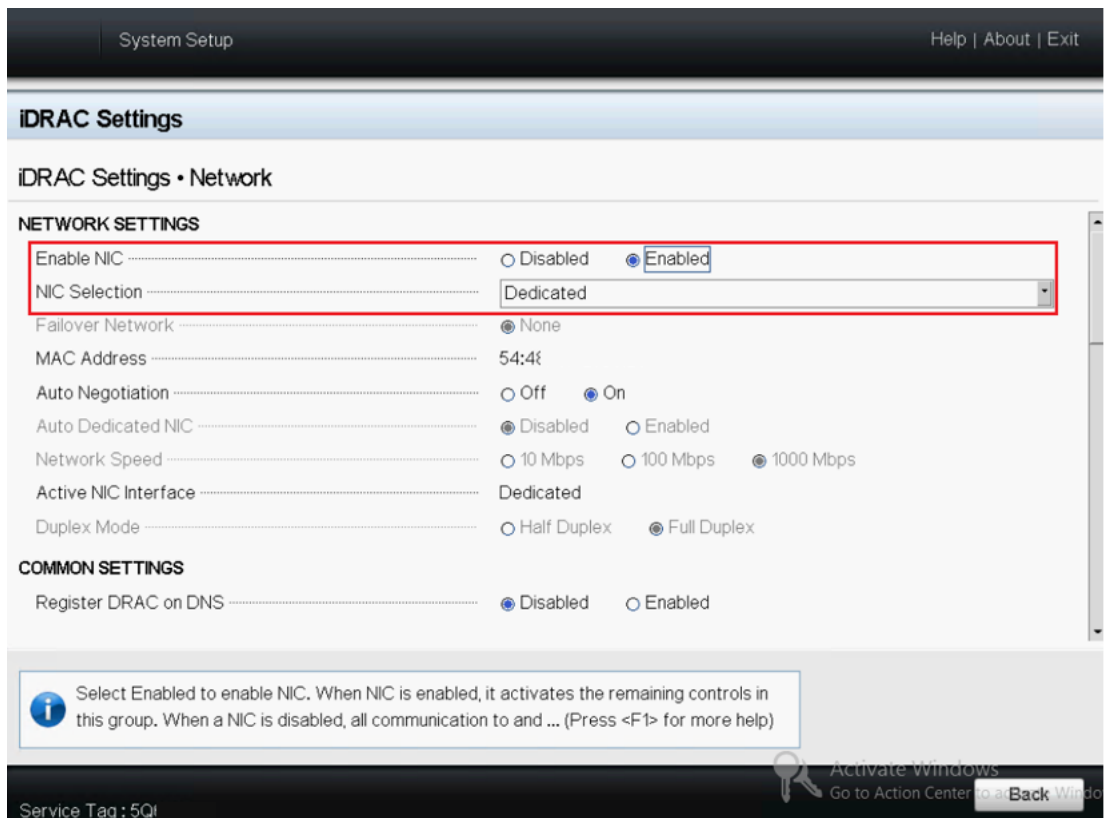 System Setup
Help | About | Exit
iDRAC Settings
iDRAC Settings • Network
NETWORK SETTINGS
Enable NIC Disabled Enabled
NIC Selection Dedicated
Failover Network None
MAC Address 54:48
Auto Negotiation Off On
Auto Dedicated NIC Disabled Enabled
Network Speed 10 Mbps 100 Mbps 1000 Mbps
Active NIC Interface Dedicated
Duplex Mode Half Duplex Full Duplex
COMMON SETTINGS
Register DRAC on DNS Disabled Enabled
Select Enabled to enable NIC. When NIC is enabled, it activates the remaining controls in
this group. When a NIC is disabled, all communication to and ... (Press <F1> for more help)
Activate Windows
Go to Action Center to
Back
Service Tag :